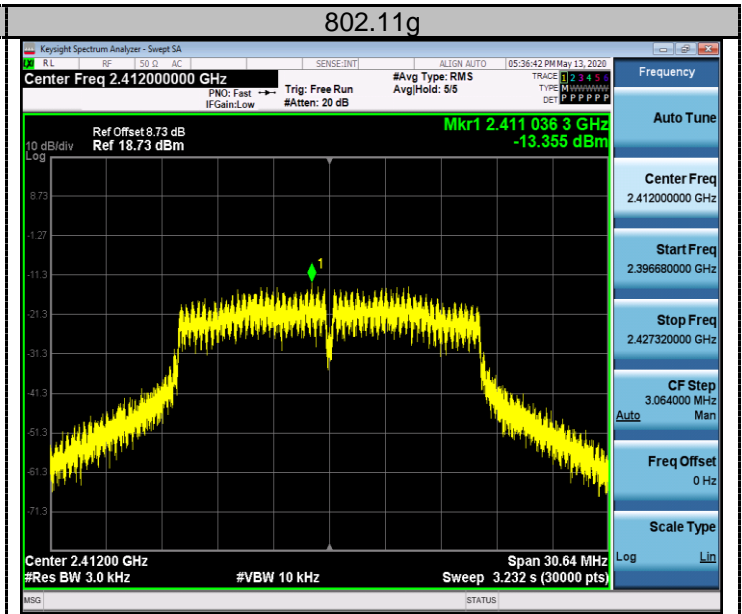 802.11g
Keysight Spectrum Analyzer - Swept SA
RL RF 50 Ω AC SENSE:INT ALIGN AUTO 05:36:42 PM May 13, 2020
Center Freq 2.412000000 GHz
PNO: Fast
IFGain:Low
Trig: Free Run
#Atten: 20 dB
#Avg Type: RMS
Avg|Hold: 5/5
TRACE 1 2 3 4 5 6
TYPE M WWWWW
DET P P P P P P
Frequency
Ref Offset 8.73 dB
10 dB/div Ref 18.73 dBm
Log
Mkr1 2.411 036 3 GHz
-13.355 dBm
8.73
-1.27
-11.3
-21.3
-31.3
-41.3
-51.3
-61.3
-71.3
1
Center 2.41200 GHz
Span 30.64 MHz
#Res BW 3.0 kHz
#VBW 10 kHz
Sweep 3.232 s (30000 pts)
MSG
STATUS
Auto Tune
Center Freq
2.412000000 GHz
Start Freq
2.396680000 GHz
Stop Freq
2.427320000 GHz
CF Step
3.064000 MHz
Auto Man
Freq Offset
0 Hz
Scale Type
Log Lin